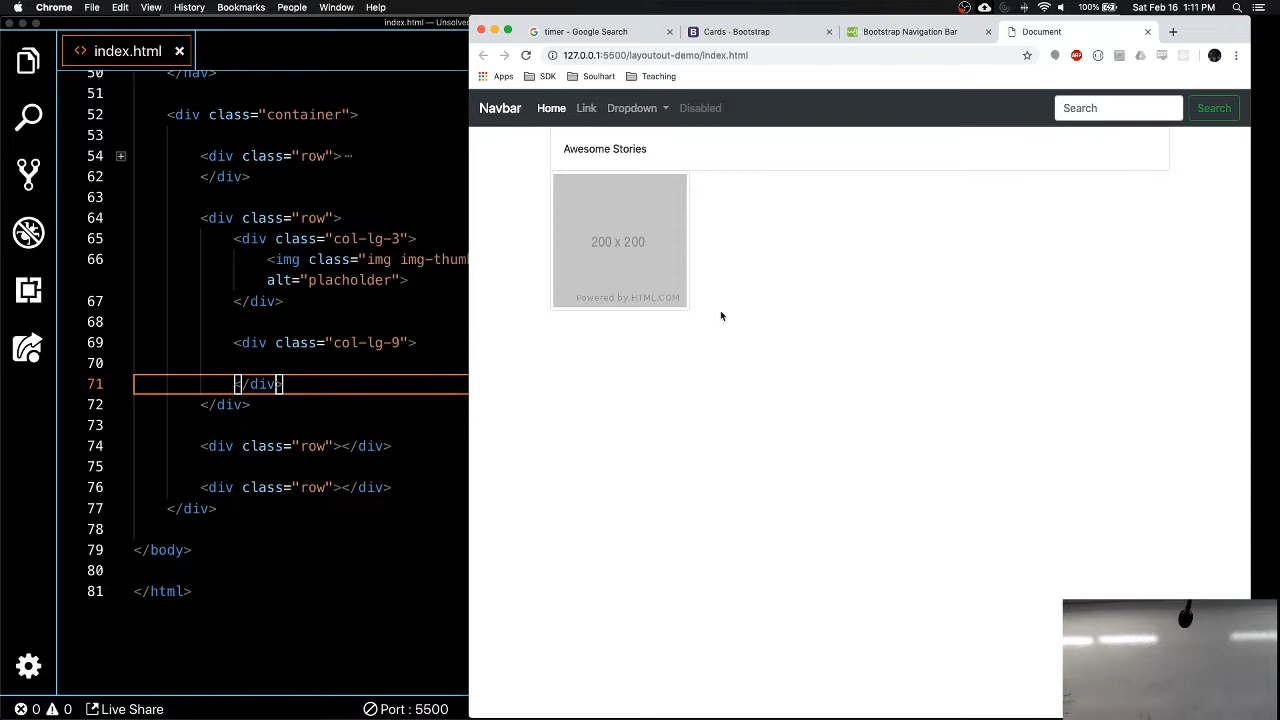 Chrome File Edit View History Bookmarks People Window Help 100% Sat Feb 16 1:11 PM
index.html — Unsolved
index.html
timer - Google Search
Cards · Bootstrap
Bootstrap Navigation Bar
Document
127.0.0.1:5500/layoutout-demo/index.html
Apps SDK Soulhart Teaching
Navbar Home Link Dropdown Disabled Search Search
Awesome Stories
200 x 200
Powered by HTML.COM
50 </nav>
51
52 <div class="container">
53
54 <div class="row">⋯
62 </div>
63
64 <div class="row">
65 <div class="col-lg-3">
66 <img class="img img-thum
alt="placholder">
67 </div>
68
69 <div class="col-lg-9">
70
71 </div>
72 </div>
73
74 <div class="row"></div>
75
76 <div class="row"></div>
77 </div>
78
79 </body>
80
81 </html>
0 0 Live Share Port : 5500